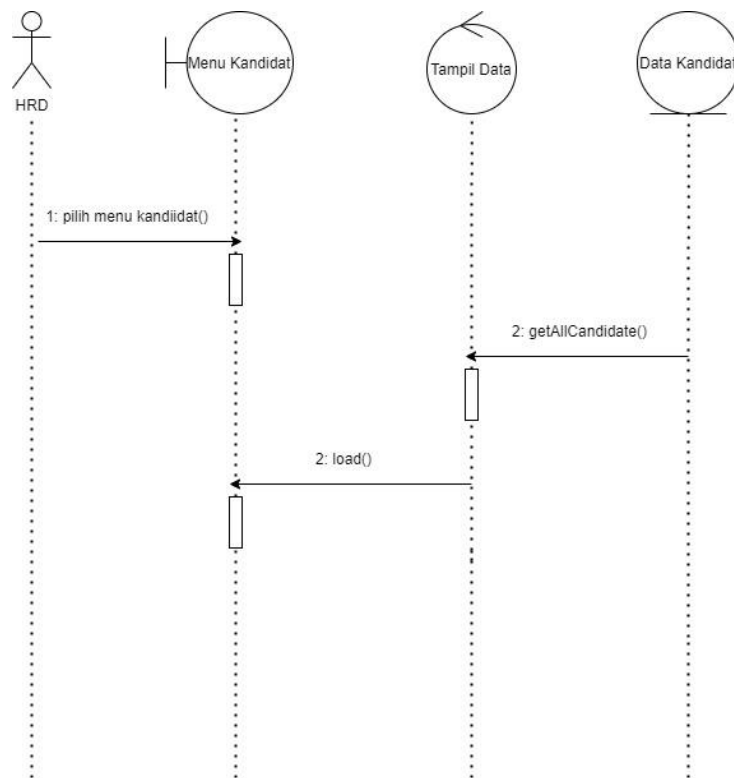 HRD
Menu Kandidat
Tampil Data
Data Kandidat
1: pilih menu kandiidat()
2: getAllCandidate()
2: load()